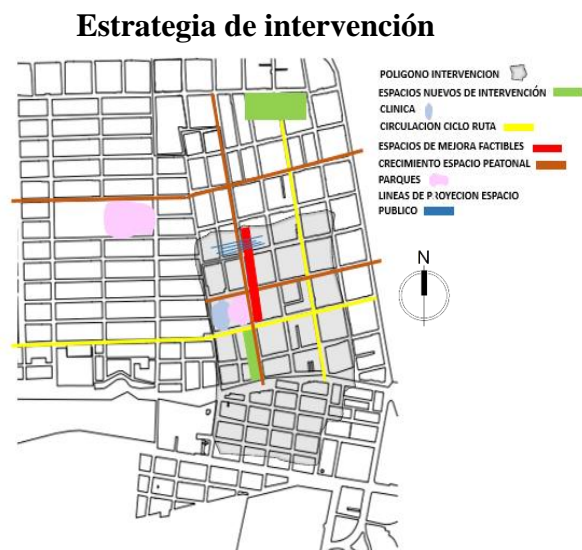 Estrategia de intervención
POLIGONO INTERVENCION
ESPACIOS NUEVOS DE INTERVENCIÓN
CLINICA
CIRCULACION CICLO RUTA
ESPACIOS DE MEJORA FACTIBLES
CRECIMIENTO ESPACIO PEATONAL
PARQUES
LINEAS DE PROYECION ESPACIO
PUBLICO
N